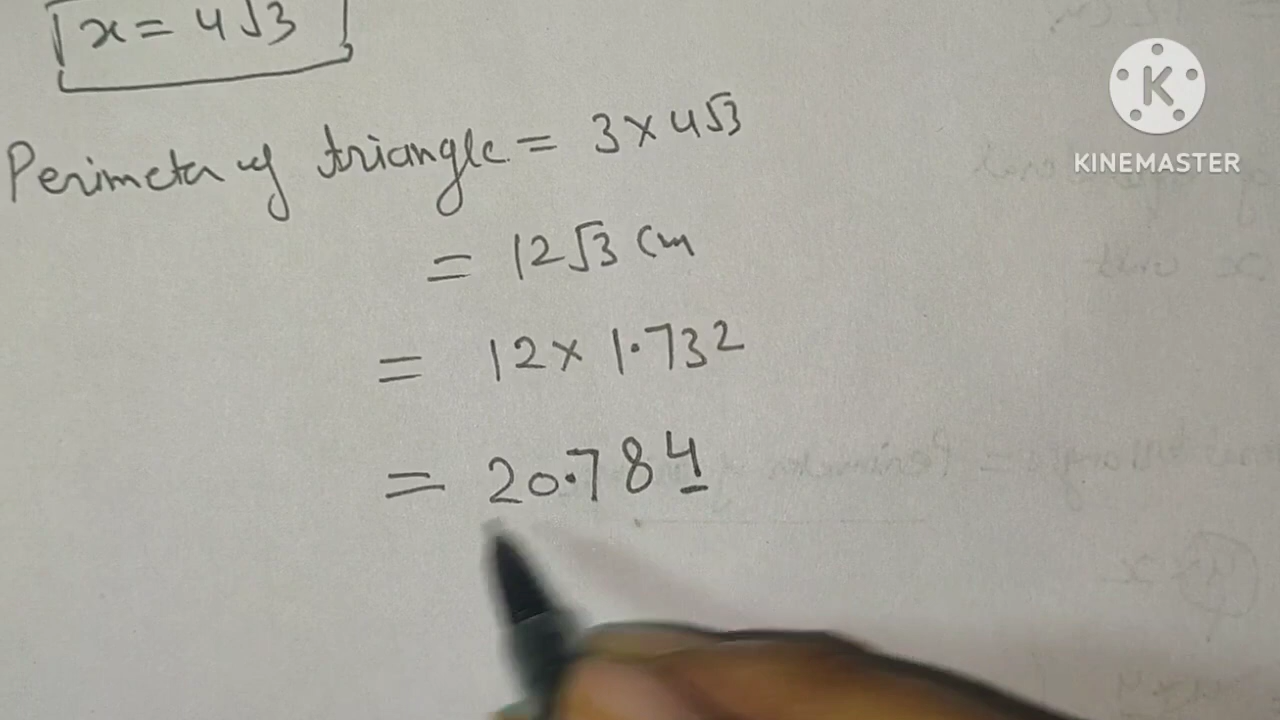 x = 4√3
Perimeter of triangle = 3 × 4√3
= 12√3 cm
= 12 × 1.732
= 20.784
KINEMASTER